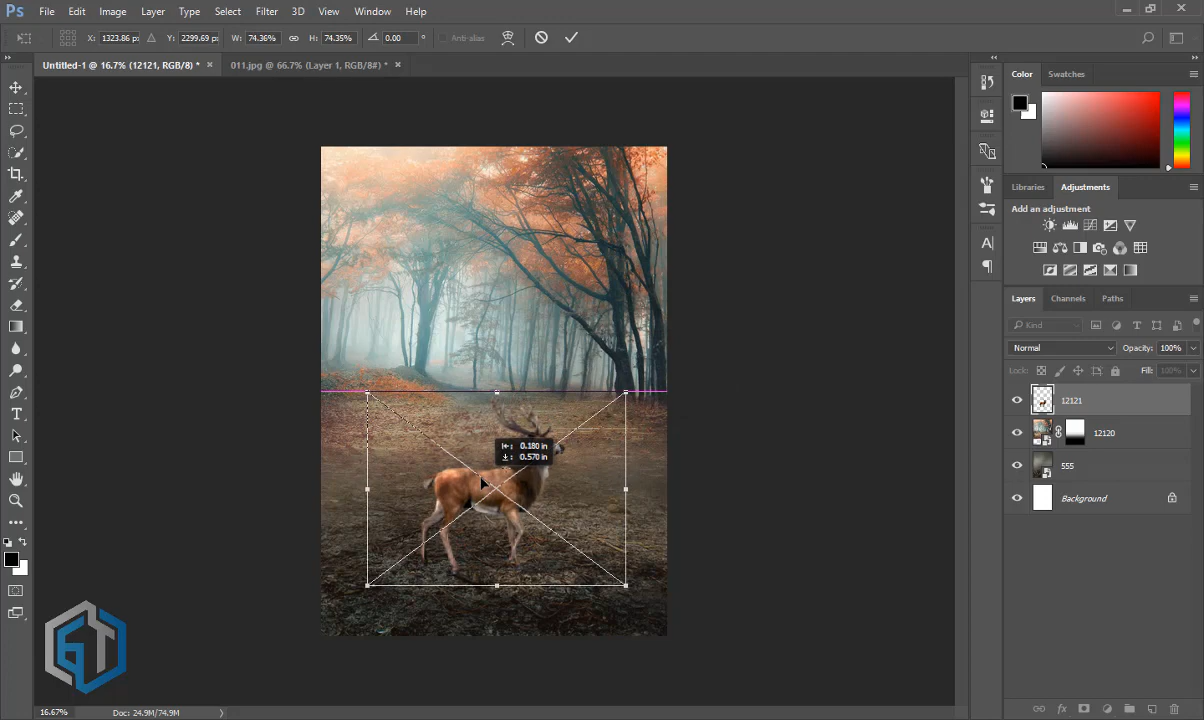 Ps File Edit Image Layer Type Select Filter 3D View Window Help
X: 1323.86 px Y: 2299.69 px W: 74.36% H: 74.35% 0.00 ° Anti-alias
Untitled-1 @ 16.7% (12121, RGB/8) * × 011.jpg @ 66.7% (Layer 1, RGB/8#) * ×
Color Swatches
Libraries Adjustments
Add an adjustment
Layers Channels Paths
Kind
Normal Opacity: 100%
Lock: Fill: 100%
12121
12120
555
Background
0.180 in
0.570 in
GT
16.67% Doc: 24.9M/74.9M